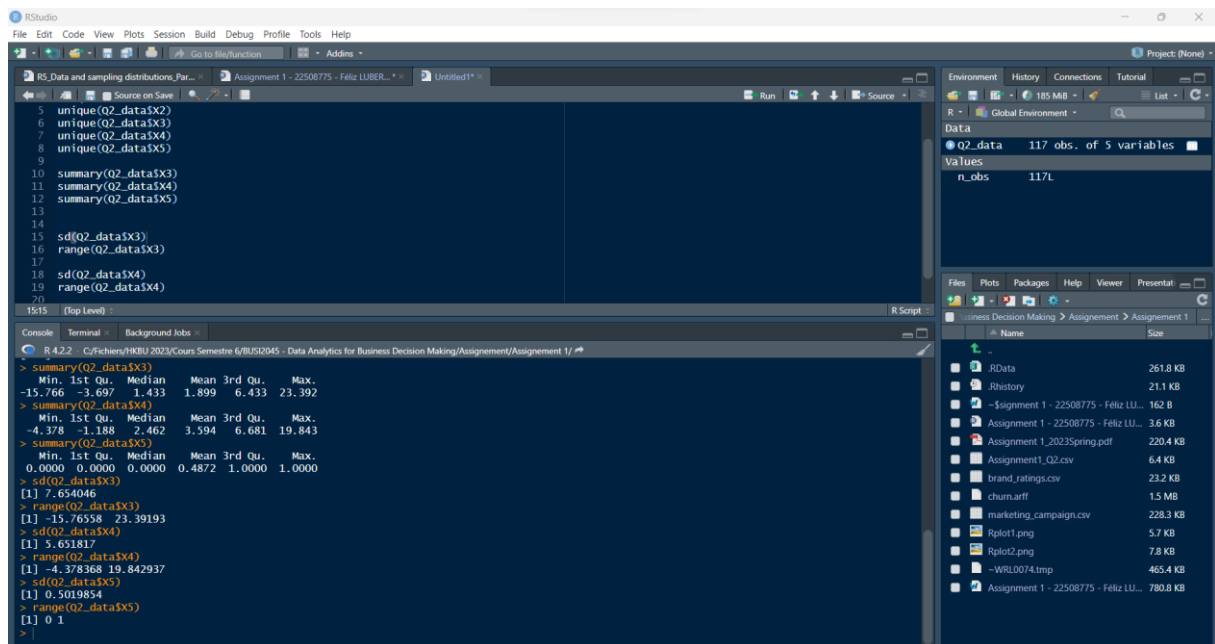 RStudio
File Edit Code View Plots Session Build Debug Profile Tools Help
Go to file/function Addins Project: (None)
R5_Data and sampling distributions_Par... Assignment 1 - 22508775 - Féliz LUBER...* Untitled1*
Source on Save Run Source
5 unique(Q2_data$X2)
6 unique(Q2_data$X3)
7 unique(Q2_data$X4)
8 unique(Q2_data$X5)
9
10 summary(Q2_data$X3)
11 summary(Q2_data$X4)
12 summary(Q2_data$X5)
13
14
15 sd(Q2_data$X3)
16 range(Q2_data$X3)
17
18 sd(Q2_data$X4)
19 range(Q2_data$X4)
20
15:15 (Top Level) R Script
Console Terminal Background Jobs
R 4.2.2 · C:/Fichiers/HKBU 2023/Cours Semestre 6/BUSI2045 - Data Analytics for Business Decision Making/Assignement/Assignement 1/
> summary(Q2_data$X3)
Min. 1st Qu. Median Mean 3rd Qu. Max.
-15.766 -3.697 1.433 1.899 6.433 23.392
> summary(Q2_data$X4)
Min. 1st Qu. Median Mean 3rd Qu. Max.
-4.378 -1.188 2.462 3.594 6.681 19.843
> summary(Q2_data$X5)
Min. 1st Qu. Median Mean 3rd Qu. Max.
0.0000 0.0000 0.0000 0.4872 1.0000 1.0000
> sd(Q2_data$X3)
[1] 7.654046
> range(Q2_data$X3)
[1] -15.76558 23.39193
> sd(Q2_data$X4)
[1] 5.651817
> range(Q2_data$X4)
[1] -4.378368 19.842937
> sd(Q2_data$X5)
[1] 0.5019854
> range(Q2_data$X5)
[1] 0 1
>
Environment History Connections Tutorial
185 MiB List
R Global Environment
Data
Q2_data 117 obs. of 5 variables
Values
n_obs 117L
Files Plots Packages Help Viewer Presentat
Decision Making > Assignement > Assignement 1 ...
Name Size
..
.RData 261.8 KB
.Rhistory 21.1 KB
~$signment 1 - 22508775 - Féliz LU... 162 B
Assignment 1 - 22508775 - Féliz LU... 3.6 KB
Assignment 1_2023Spring.pdf 220.4 KB
Assignment1_Q2.csv 6.4 KB
brand_ratings.csv 23.2 KB
churn.arff 1.5 MB
marketing_campaign.csv 228.3 KB
Rplot1.png 5.7 KB
Rplot2.png 7.8 KB
~WRL0074.tmp 465.4 KB
Assignment 1 - 22508775 - Féliz LU... 780.8 KB